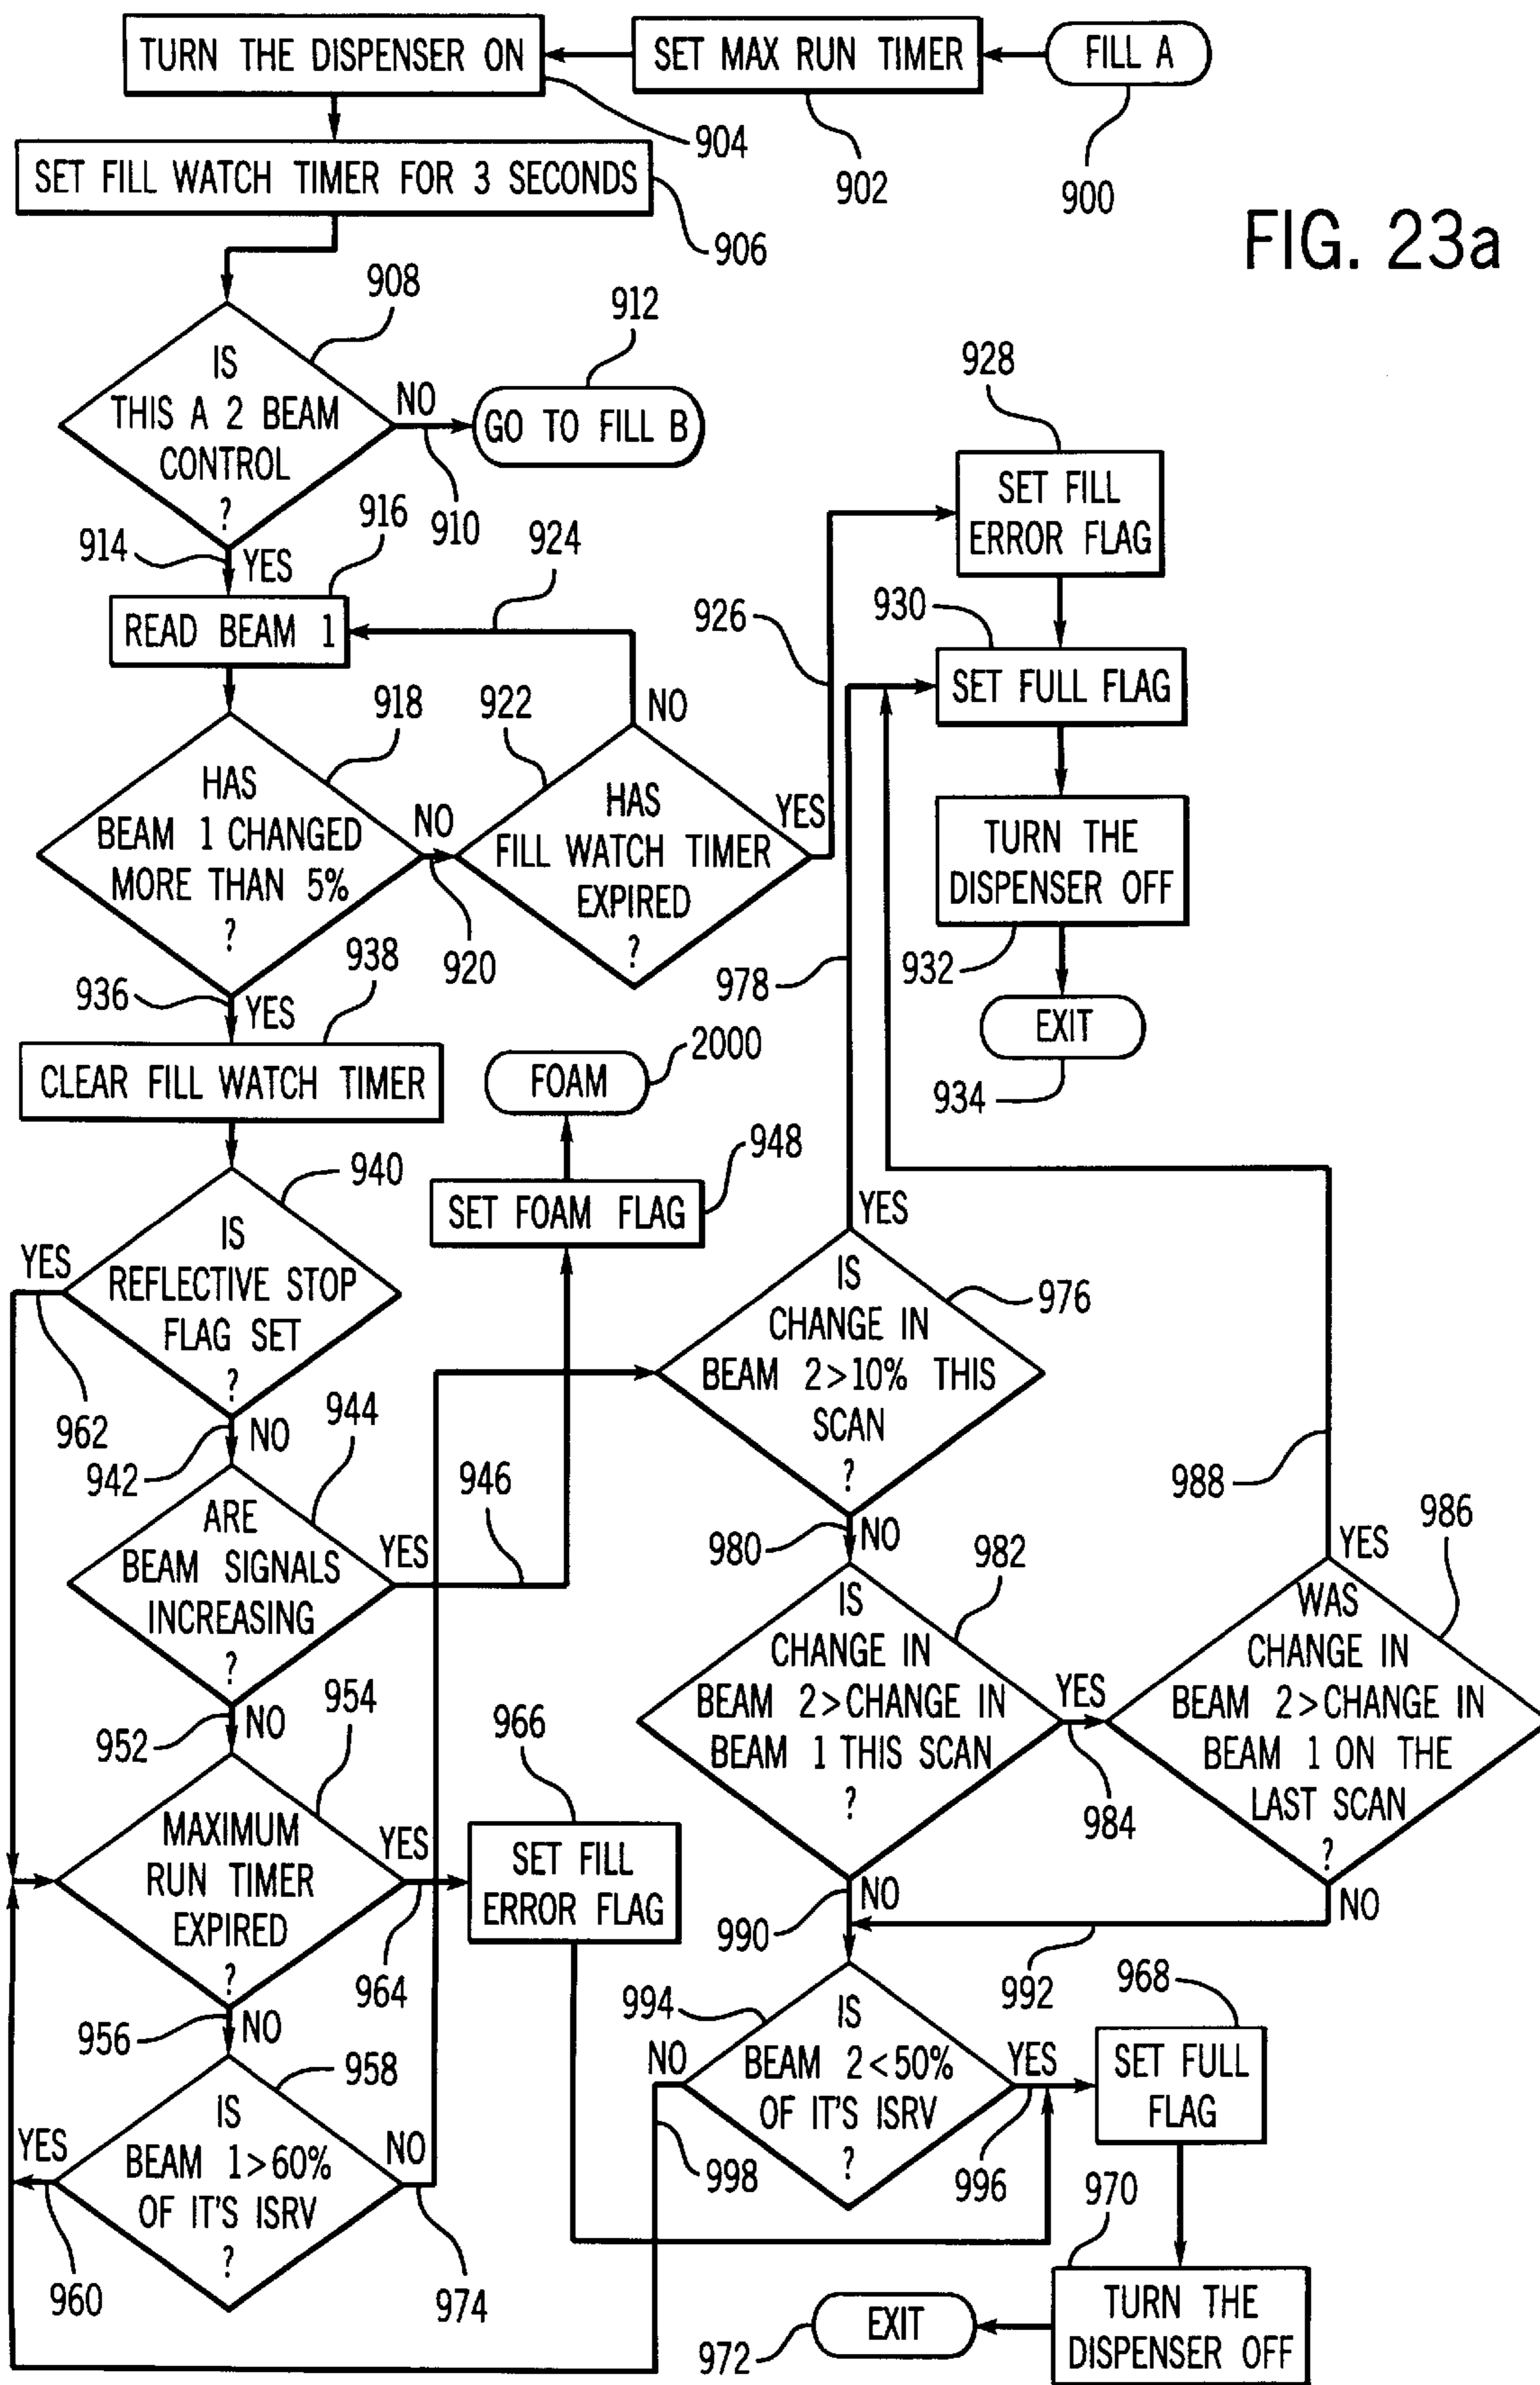 FIG. 23a
FILL A
900
SET MAX RUN TIMER
902
TURN THE DISPENSER ON
904
SET FILL WATCH TIMER FOR 3 SECONDS
906
908
IS
THIS A 2 BEAM
CONTROL
?
NO
910
912
GO TO FILL B
914
YES
916
READ BEAM 1
918
HAS
BEAM 1 CHANGED
MORE THAN 5%
?
NO
920
922
HAS
FILL WATCH TIMER
EXPIRED
?
NO
924
YES
926
928
SET FILL
ERROR FLAG
930
SET FULL FLAG
TURN THE
DISPENSER OFF
932
EXIT
934
936
YES
938
CLEAR FILL WATCH TIMER
940
IS
REFLECTIVE STOP
FLAG SET
?
YES
962
942
NO
944
ARE
BEAM SIGNALS
INCREASING
?
YES
946
948
SET FOAM FLAG
FOAM
2000
952
NO
954
MAXIMUM
RUN TIMER
EXPIRED
?
YES
964
966
SET FILL
ERROR FLAG
956
NO
958
IS
BEAM 1>60%
OF IT'S ISRV
?
YES
960
NO
974
976
IS
CHANGE IN
BEAM 2>10% THIS
SCAN
?
YES
978
980
NO
982
IS
CHANGE IN
BEAM 2>CHANGE IN
BEAM 1 THIS SCAN
?
YES
984
986
WAS
CHANGE IN
BEAM 2>CHANGE IN
BEAM 1 ON THE
LAST SCAN
?
YES
988
NO
992
990
NO
994
IS
BEAM 2<50%
OF IT'S ISRV
?
NO
998
YES
996
968
SET FULL
FLAG
970
TURN THE
DISPENSER OFF
EXIT
972